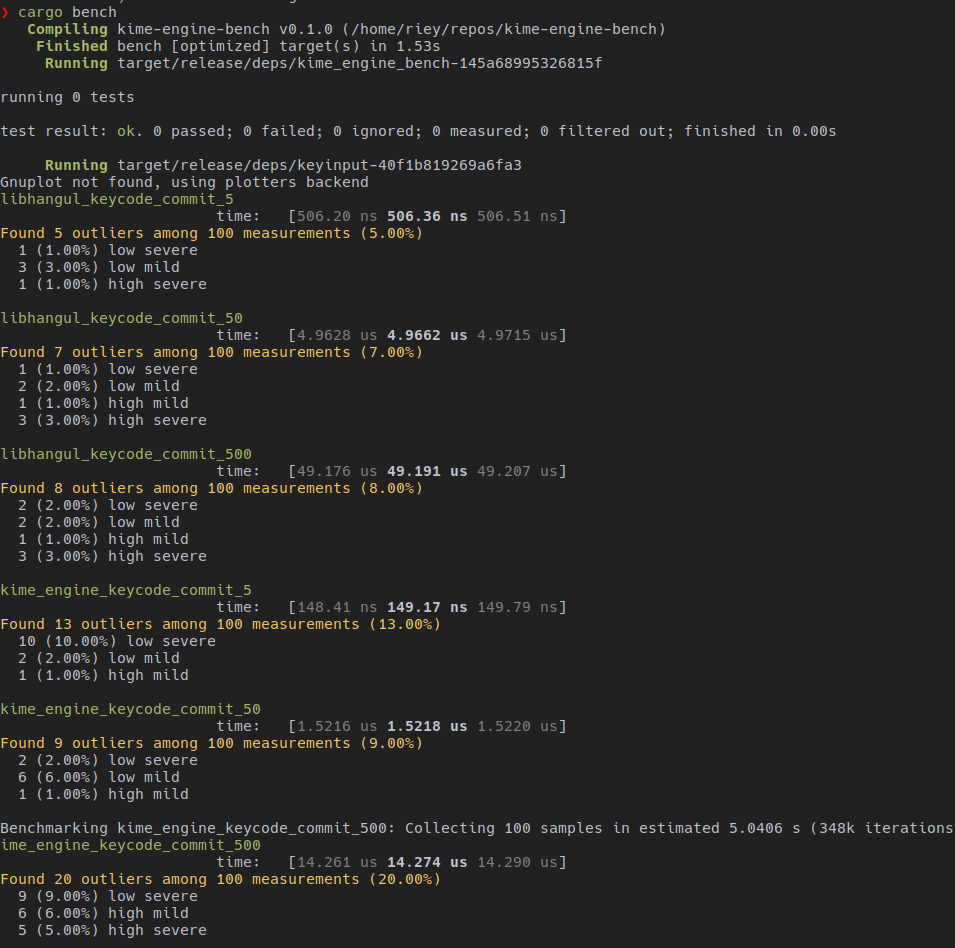 ❯ cargo bench
Compiling kime-engine-bench v0.1.0 (/home/riey/repos/kime-engine-bench)
Finished bench [optimized] target(s) in 1.53s
Running target/release/deps/kime_engine_bench-145a68995326815f
running 0 tests
test result: ok. 0 passed; 0 failed; 0 ignored; 0 measured; 0 filtered out; finished in 0.00s
Running target/release/deps/keyinput-40f1b819269a6fa3
Gnuplot not found, using plotters backend
libhangul_keycode_commit_5
time: [506.20 ns 506.36 ns 506.51 ns]
Found 5 outliers among 100 measurements (5.00%)
1 (1.00%) low severe
3 (3.00%) low mild
1 (1.00%) high severe
libhangul_keycode_commit_50
time: [4.9628 us 4.9662 us 4.9715 us]
Found 7 outliers among 100 measurements (7.00%)
1 (1.00%) low severe
2 (2.00%) low mild
1 (1.00%) high mild
3 (3.00%) high severe
libhangul_keycode_commit_500
time: [49.176 us 49.191 us 49.207 us]
Found 8 outliers among 100 measurements (8.00%)
2 (2.00%) low severe
2 (2.00%) low mild
1 (1.00%) high mild
3 (3.00%) high severe
kime_engine_keycode_commit_5
time: [148.41 ns 149.17 ns 149.79 ns]
Found 13 outliers among 100 measurements (13.00%)
10 (10.00%) low severe
2 (2.00%) low mild
1 (1.00%) high mild
kime_engine_keycode_commit_50
time: [1.5216 us 1.5218 us 1.5220 us]
Found 9 outliers among 100 measurements (9.00%)
2 (2.00%) low severe
6 (6.00%) low mild
1 (1.00%) high mild
Benchmarking kime_engine_keycode_commit_500: Collecting 100 samples in estimated 5.0406 s (348k iterations
ime_engine_keycode_commit_500
time: [14.261 us 14.274 us 14.290 us]
Found 20 outliers among 100 measurements (20.00%)
9 (9.00%) low severe
6 (6.00%) high mild
5 (5.00%) high severe